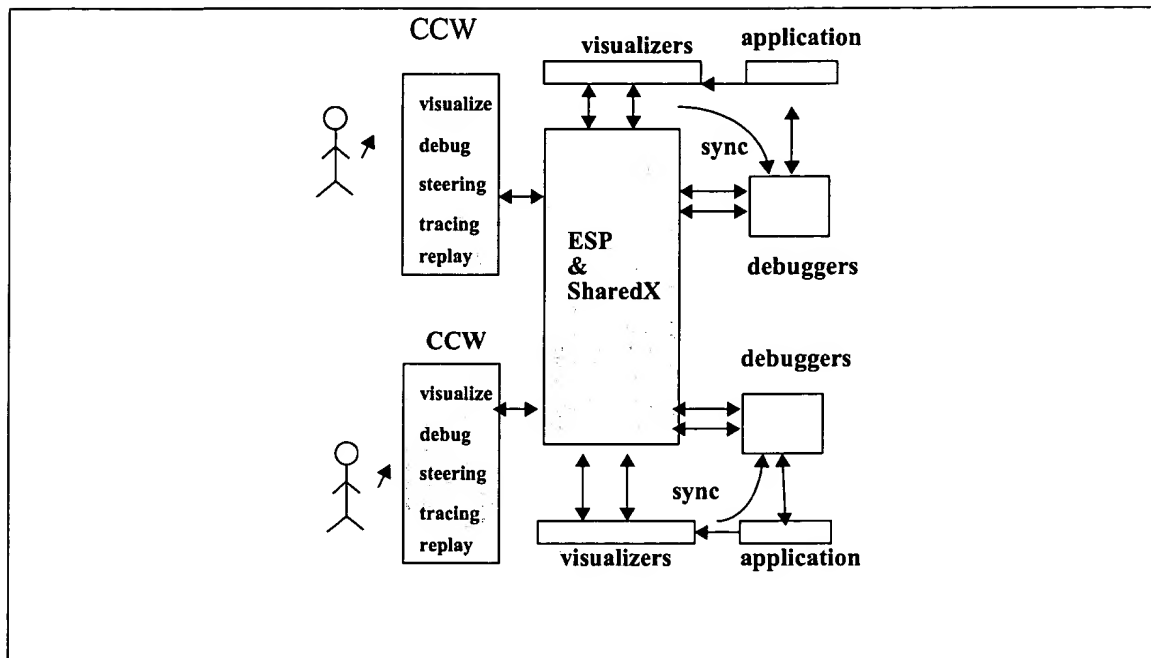 CCW
visualizers
application
visualize
debug
steering
tracing
replay
sync
ESP
&
SharedX
debuggers
CCW
debuggers
visualize
debug
steering
tracing
replay
sync
visualizers
application